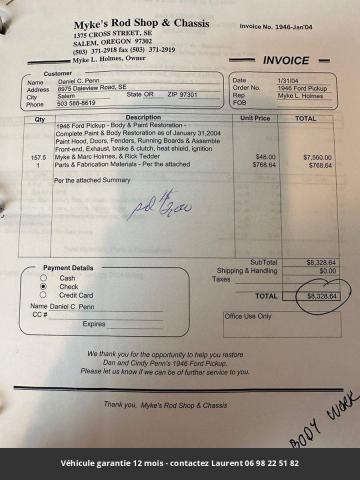 Myke's Rod Shop & Chassis
1375 CROSS STREET, SE
SALEM, OREGON 97302
(503) 371-2918 fax (503) 371-2919
Myke L. Holmes, Owner
Invoice No. 1946-Jan'04
INVOICE
Customer
Name Daniel C. Penn
Address 8975 Daleview Road, SE
City Salem State OR ZIP 97301
Phone 503 588-8619
Date 1/31/04
Order No. 1946 Ford Pickup
Rep Myke L. Holmes
FOB
Qty Description Unit Price TOTAL
1946 Ford Pickup - Body & Paint Restoration -
Complete Paint & Body Restoration as of January 31,2004
Paint Hood, Doors, Fenders, Running Boards & Assemble
Front-end, Exhaust, brake & clutch, heat shield, ignition
157.5 Myke & Marc Holmes, & Rick Tedder $48.00 $7,560.00
1 Parts & Fabrication Materials - Per the attached $768.64 $768.64
Per the attached Summary
pd
SubTotal $8,328.64
Shipping & Handling $0.00
Taxes
TOTAL $8,328.64
Payment Details
Cash
Check
Credit Card
Name Daniel C. Penn
CC #
Expires
Office Use Only
We thank you for the opportunity to help you restore
Dan and Cindy Penn's 1946 Ford Pickup.
Please let us know if we can be of further service to you.
Thank you, Myke's Rod Shop & Chassis
BODY WORK
Véhicule garantie 12 mois - contactez Laurent 06 98 22 51 82